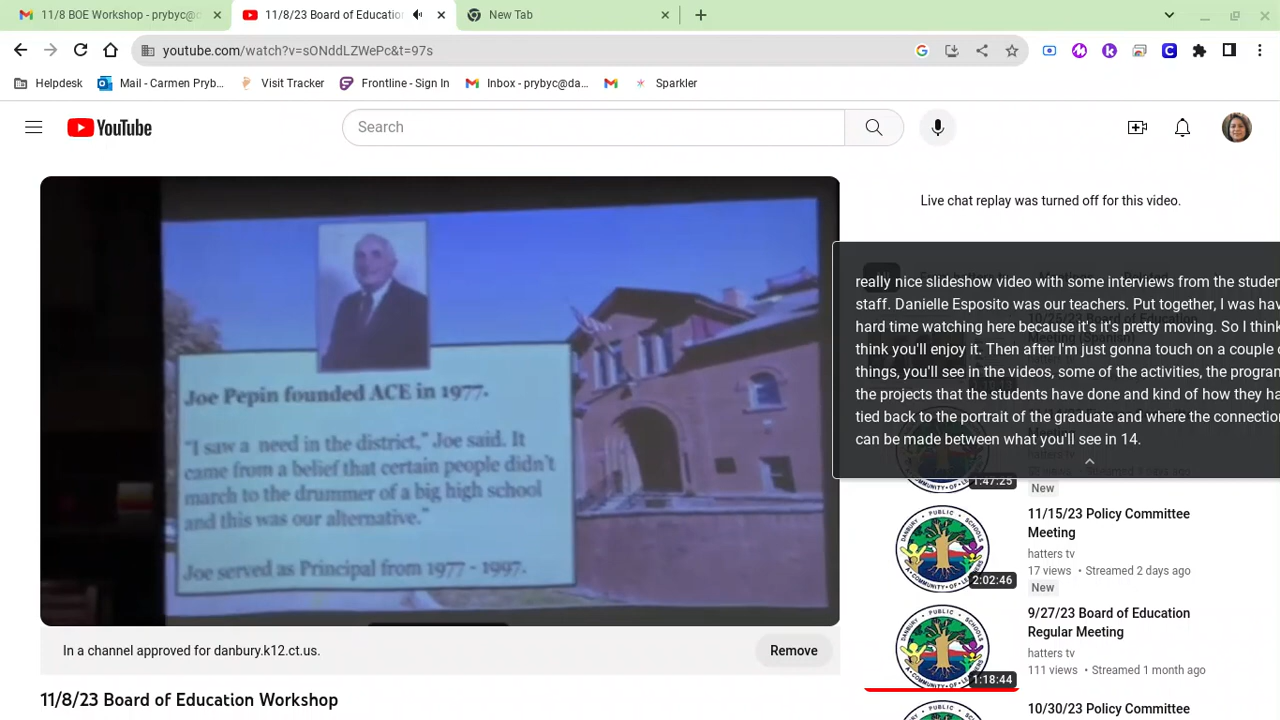 11/8 BOE Workshop - prybyc@
11/8/23 Board of Education
New Tab
youtube.com/watch?v=sONddLZWePc&t=97s
Helpdesk
Mail - Carmen Pryb...
Visit Tracker
Frontline - Sign In
Inbox - prybyc@da...
Sparkler
YouTube
Search
Live chat replay was turned off for this video.
Joe Pepin founded ACE in 1977.
"I saw a need in the district," Joe said. It
came from a belief that certain people didn't
march to the drummer of a big high school
and this was our alternative."
Joe served as Principal from 1977 - 1997.
really nice slideshow video with some interviews from the studen
staff. Danielle Esposito was our teachers. Put together, I was hav
hard time watching here because it's it's pretty moving. So I think
think you'll enjoy it. Then after I'm just gonna touch on a couple o
things, you'll see in the videos, some of the activities, the program
the projects that the students have done and kind of how they ha
tied back to the portrait of the graduate and where the connection
can be made between what you'll see in 14.
1:47:25
New
11/15/23 Policy Committee
Meeting
hatters tv
17 views • Streamed 2 days ago
New
2:02:46
9/27/23 Board of Education
Regular Meeting
hatters tv
111 views • Streamed 1 month ago
1:18:44
10/30/23 Policy Committee
In a channel approved for danbury.k12.ct.us.
Remove
11/8/23 Board of Education Workshop